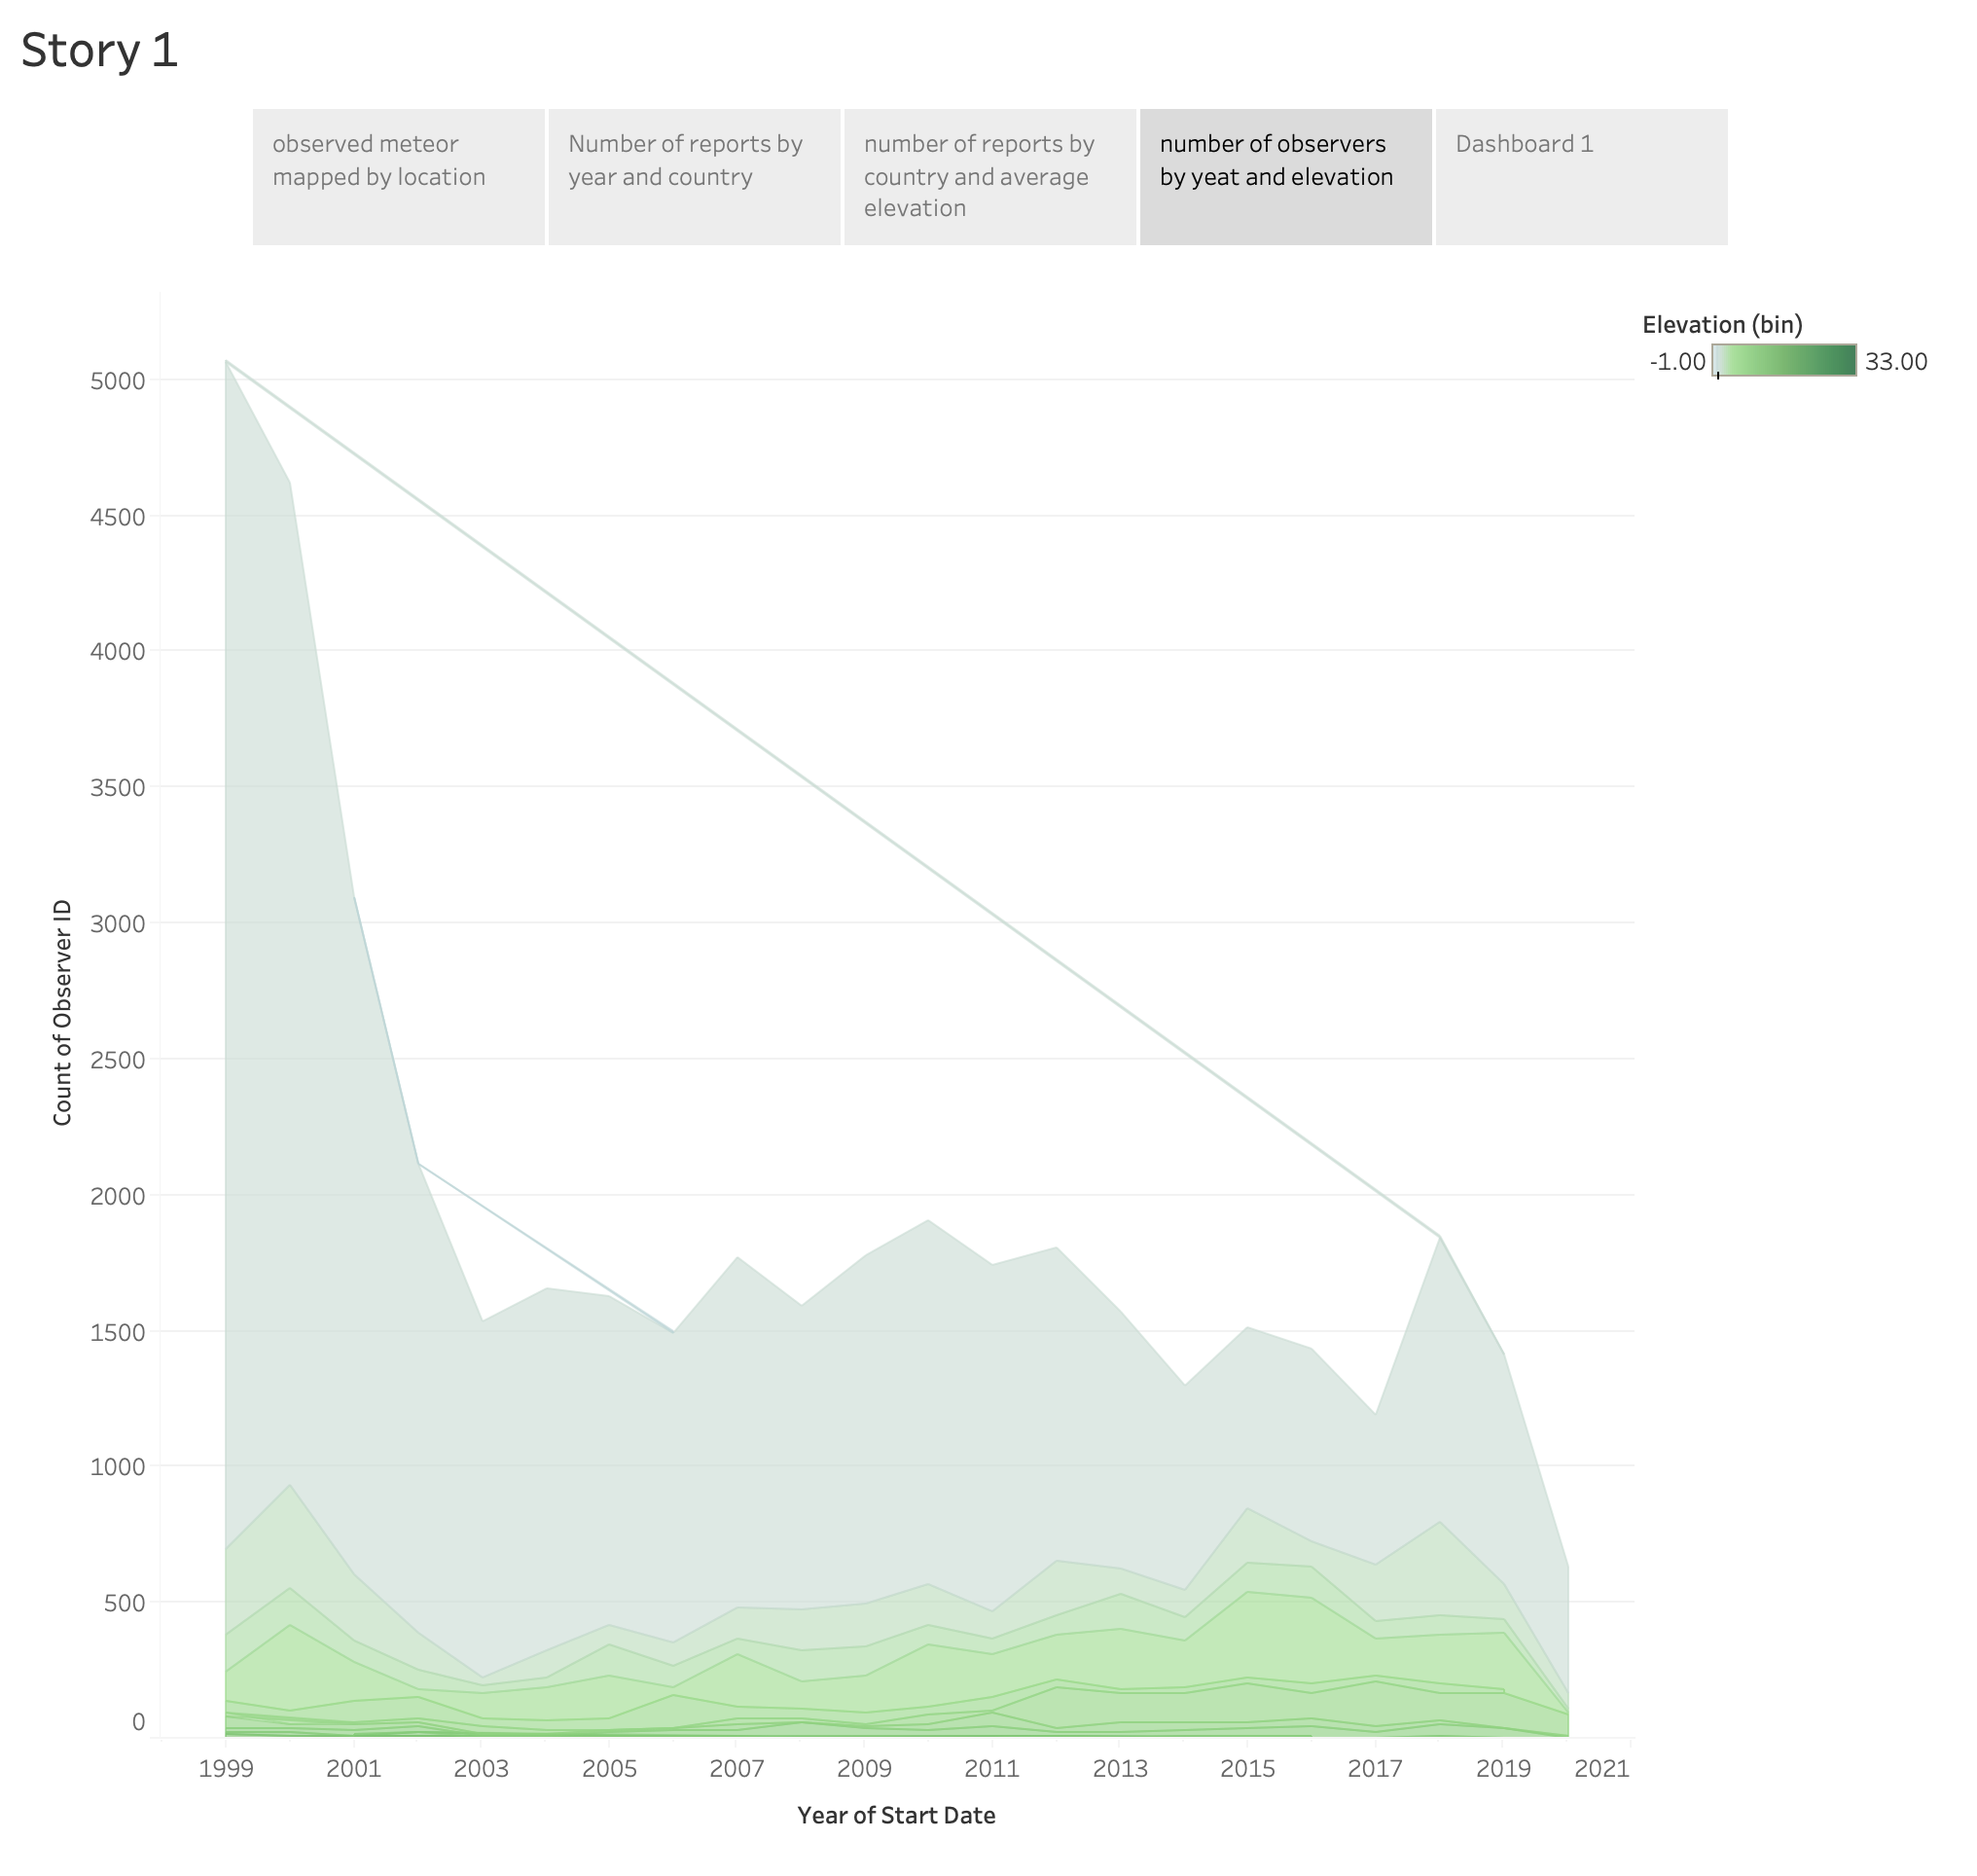 Story 1
observed meteor
mapped by location
Number of reports by
year and country
number of reports by
country and average
elevation
number of observers
by yeat and elevation
Dashboard 1
Elevation (bin)
-1.00
33.00
5000
4500
4000
3500
3000
2500
2000
1500
1000
500
0
Count of Observer ID
1999
2001
2003
2005
2007
2009
2011
2013
2015
2017
2019
2021
Year of Start Date